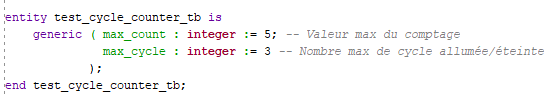 entity test_cycle_counter_tb is
generic ( max_count : integer := 5; -- Valeur max du comptage
max_cycle : integer := 3 -- Nombre max de cycle allumée/éteinte
);
end test_cycle_counter_tb;